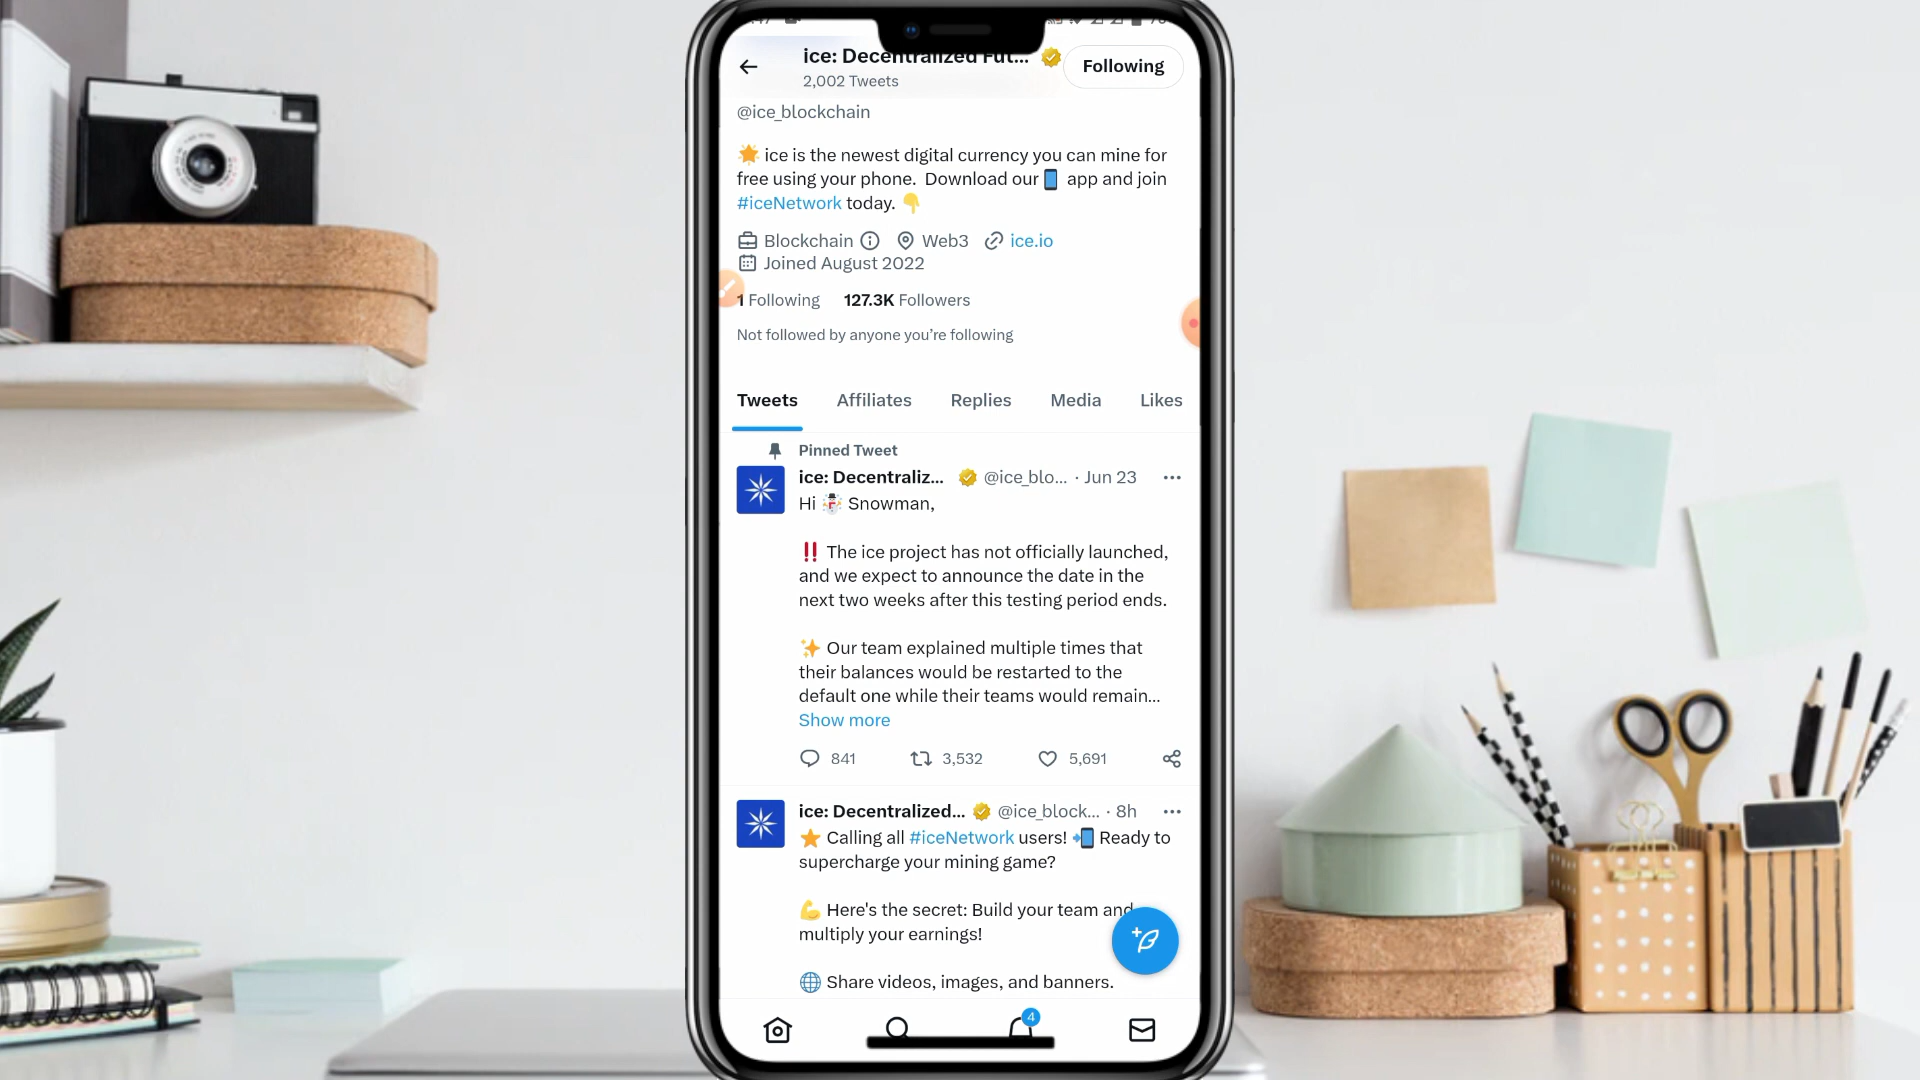 ice: Decentralized Fut...
Following
2,002 Tweets
@ice_blockchain
🌟 ice is the newest digital currency you can mine for
free using your phone. Download our 📱 app and join
#iceNetwork today. 👇
Blockchain Web3 ice.io
Joined August 2022
1 Following 127.3K Followers
Not followed by anyone you're following
Tweets Affiliates Replies Media Likes
Pinned Tweet
ice: Decentraliz... @ice_blo... · Jun 23
Hi ☃️ Snowman,
‼️ The ice project has not officially launched,
and we expect to announce the date in the
next two weeks after this testing period ends.
✨ Our team explained multiple times that
their balances would be restarted to the
default one while their teams would remain...
Show more
841 3,532 5,691
ice: Decentralized... @ice_block... · 8h
⭐ Calling all #iceNetwork users! 📲 Ready to
supercharge your mining game?
💪 Here's the secret: Build your team and
multiply your earnings!
🌐 Share videos, images, and banners.
4